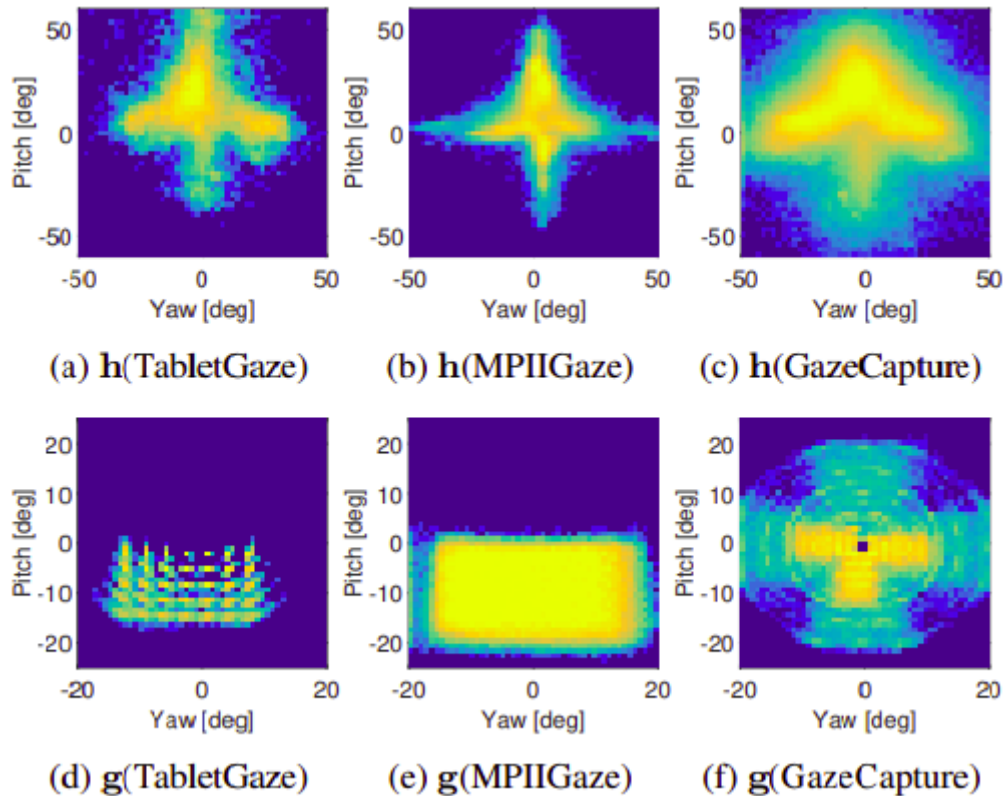 50
50
50
Pitch [deg]
Pitch [deg]
Pitch [deg]
0
0
0
-50
-50
-50
-50 0 50
-50 0 50
-50 0 50
Yaw [deg]
Yaw [deg]
Yaw [deg]
(a) h(TabletGaze)
(b) h(MPIIGaze)
(c) h(GazeCapture)
20
20
20
10
10
10
Pitch [deg]
Pitch [deg]
Pitch [deg]
0
0
0
-10
-10
-10
-20
-20
-20
-20 0 20
-20 0 20
-20 0 20
Yaw [deg]
Yaw [deg]
Yaw [deg]
(d) g(TabletGaze)
(e) g(MPIIGaze)
(f) g(GazeCapture)